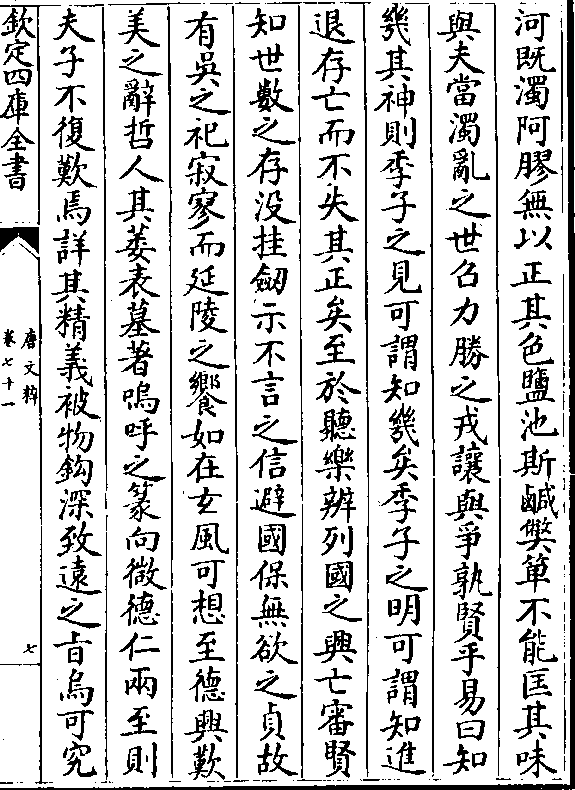 河既濁阿膠無以正其色鹽池斯鹹弊箄不能匡其味
與夫當濁亂之世召力勝之戎讓與爭孰賢乎易曰知
幾其神則季子之見可謂知幾矣季子之明可謂知進
退存亡而不失其正矣至於聽樂辨列國之興亡審賢
知世數之存没挂劒示不言之信避國保無欲之貞故
有吳之祀寂寥而延陵之饗如在玄風可想至德興歎
美之辭哲人其萎表墓著嗚呼之篆向微德仁兩至則
夫子不復歎焉詳其精義被物鈎深致遠之旨烏可究
欽定四庫全書
唐文粹
卷七十一
七